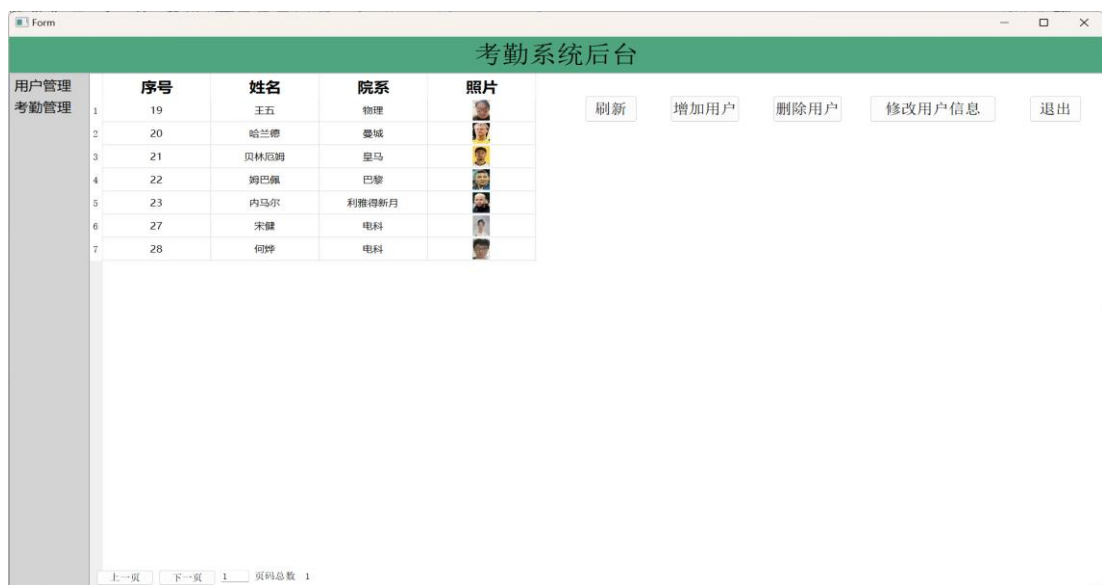 Form
考勤系统后台
用户管理
考勤管理
序号 姓名 院系 照片
1 19 王五 物理
2 20 哈兰德 曼城
3 21 贝林厄姆 皇马
4 22 姆巴佩 巴黎
5 23 内马尔 利雅得新月
6 27 宋健 电科
7 28 何烨 电科
刷新 增加用户 删除用户 修改用户信息 退出
上一页 下一页 1 页码总数 1